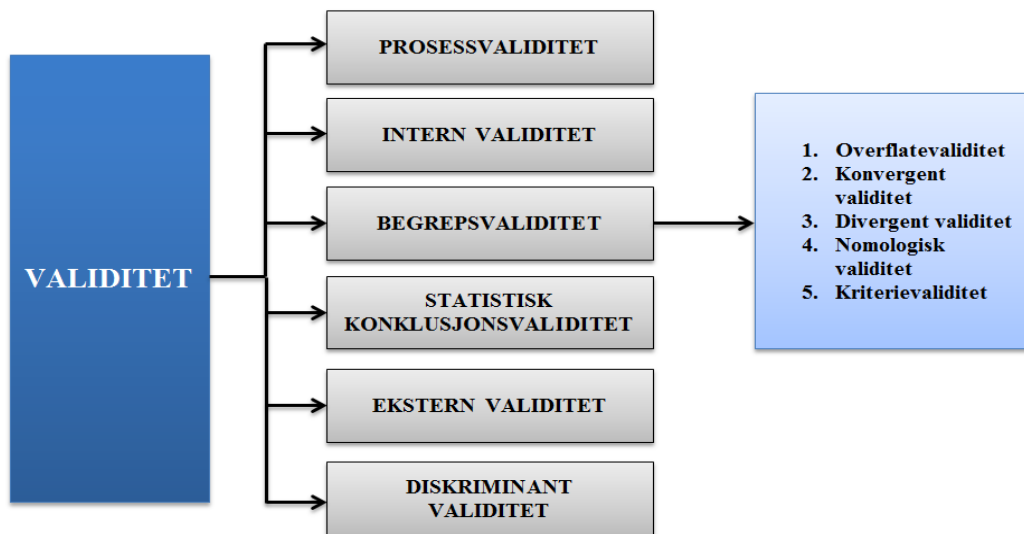 VALIDITET
PROSESSVALIDITET
INTERN VALIDITET
BEGREPSVALIDITET
STATISTISK
KONKLUSJONSVALIDITET
EKSTERN VALIDITET
DISKRIMINANT
VALIDITET
1. Overflatevaliditet
2. Konvergent
validitet
3. Divergent validitet
4. Nomologisk
validitet
5. Kriterievaliditet